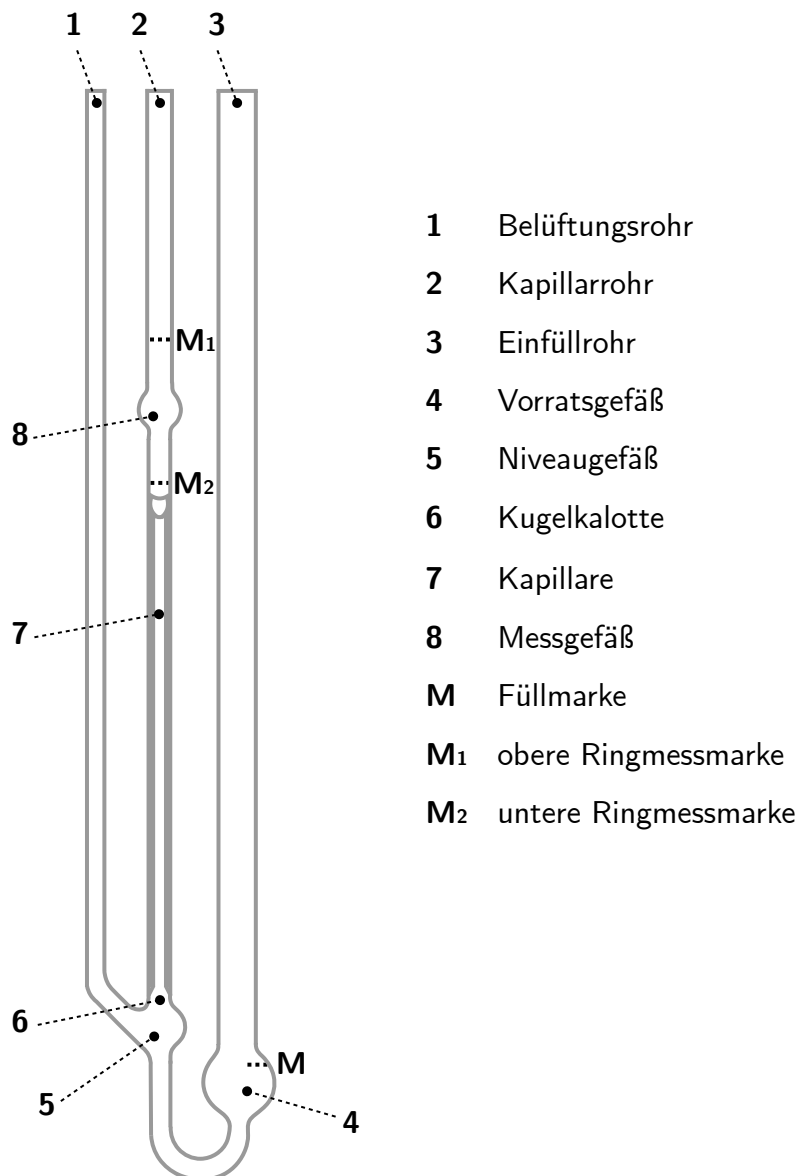 1 2 3
M1
8
M2
7
6
5
M
4
1 Belüftungsrohr
2 Kapillarrohr
3 Einfüllrohr
4 Vorratsgefäß
5 Niveaugefäß
6 Kugelkalotte
7 Kapillare
8 Messgefäß
M Füllmarke
M1 obere Ringmessmarke
M2 untere Ringmessmarke